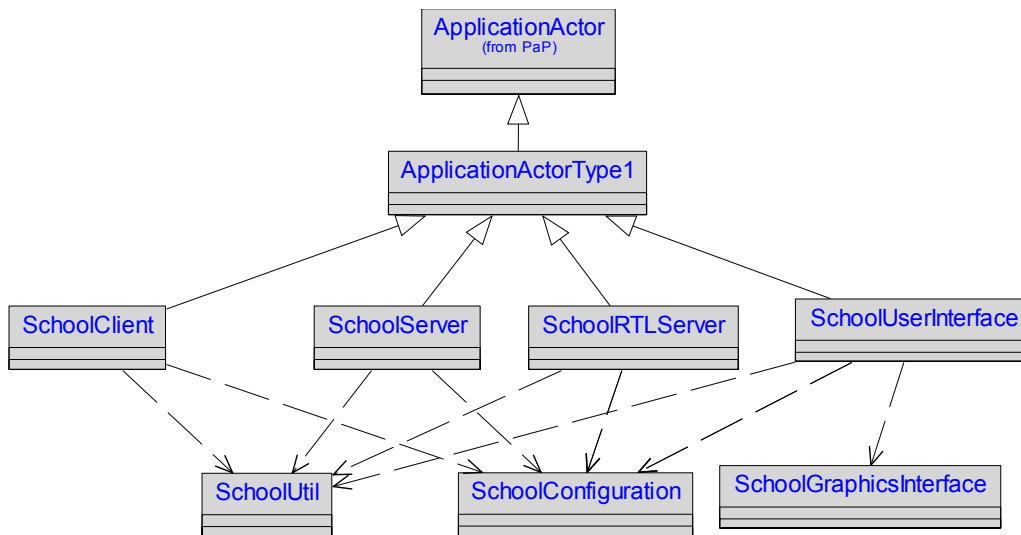 ApplicationActor
(from PaP)
ApplicationActorType1
SchoolClient
SchoolServer
SchoolRTLServer
SchoolUserInterface
SchoolUtil
SchoolConfiguration
SchoolGraphicsInterface